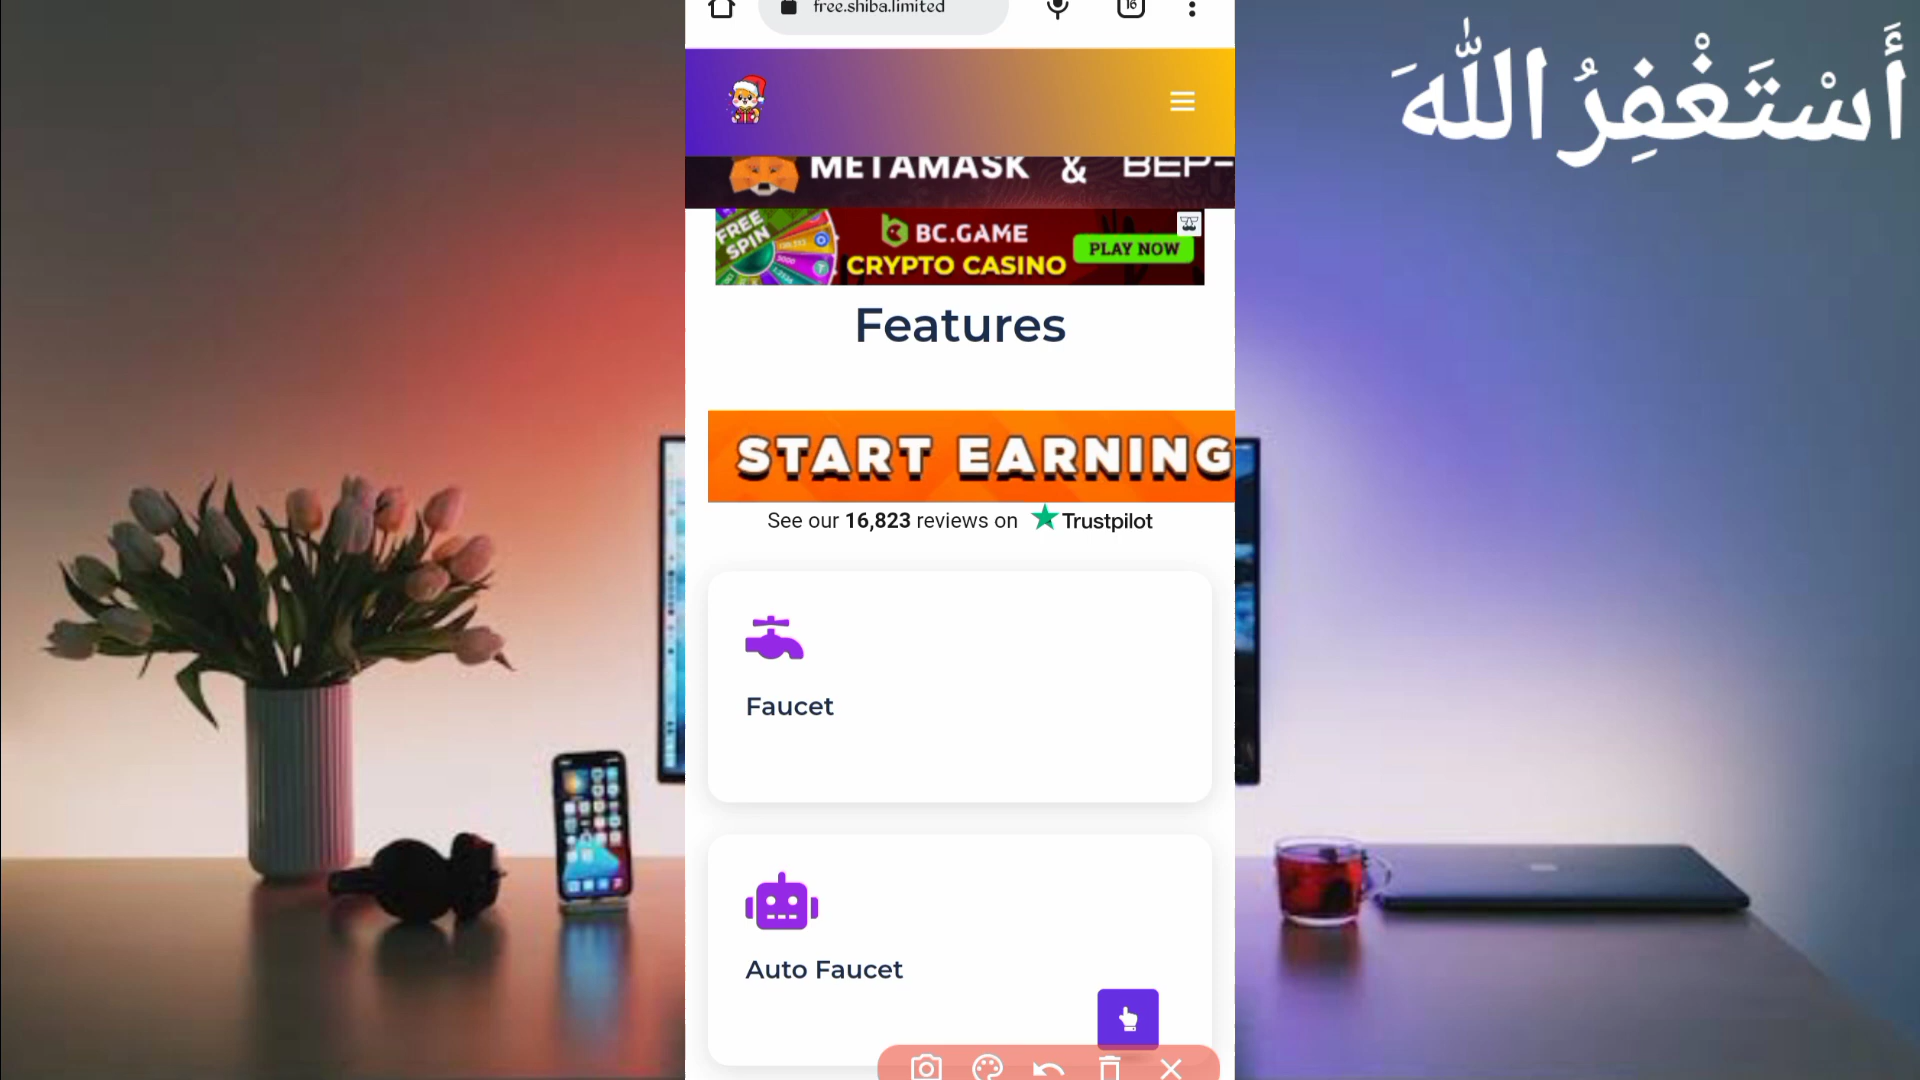 free.shiba.limited
16
أَسْتَغْفِرُ اللّٰهَ
METAMASK & BEP-
FREE SPIN
BC.GAME
CRYPTO CASINO
PLAY NOW
Features
START EARNING
See our 16,823 reviews on Trustpilot
Faucet
Auto Faucet